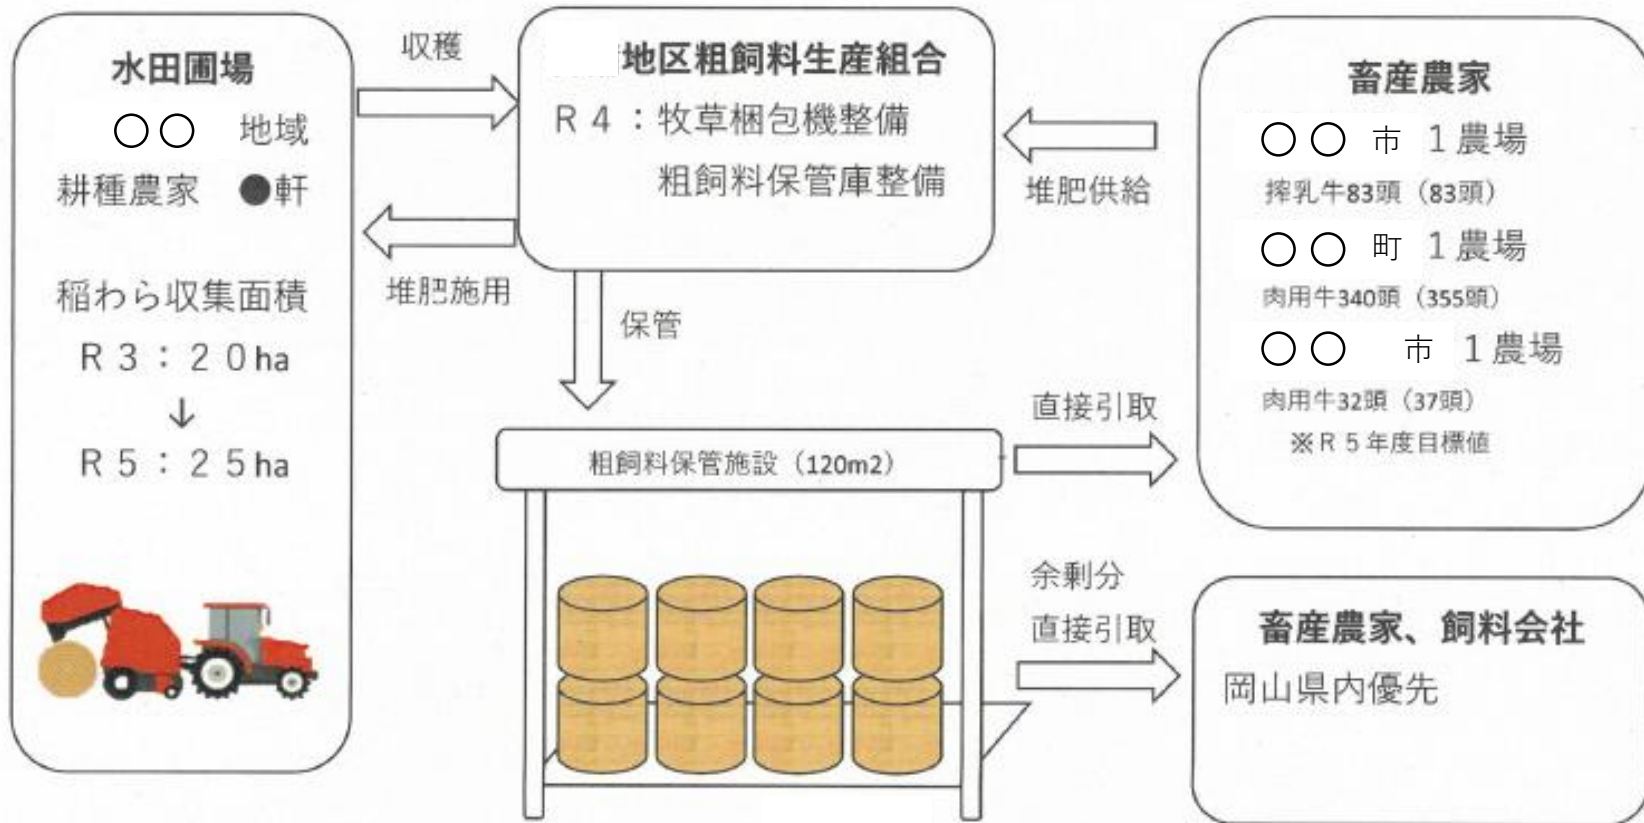 水田圃場
○○ 地域
耕種農家 ●軒
稲わら収集面積
R3：20ha
↓
R5：25ha
収穫
堆肥施用
地区粗飼料生産組合
R4：牧草梱包機整備
粗飼料保管庫整備
保管
堆肥供給
粗飼料保管施設（120m2）
直接引取
余剰分
直接引取
畜産農家
○○ 市 1農場
搾乳牛83頭（83頭）
○○ 町 1農場
肉用牛340頭（355頭）
○○ 市 1農場
肉用牛32頭（37頭）
※R5年度目標値
畜産農家、飼料会社
岡山県内優先